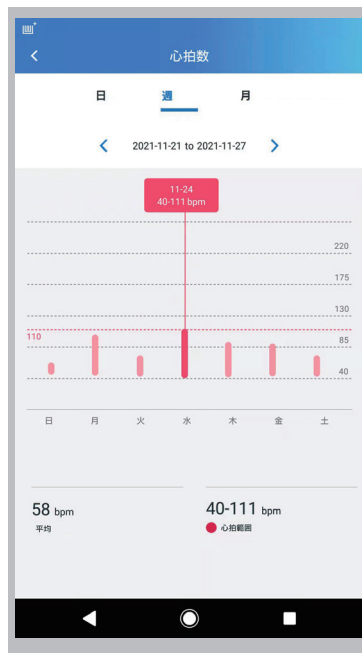 心拍数
日 週 月
2021-11-21 to 2021-11-27
11-24
40-111 bpm
220
175
130
110
85
40
日 月 火 水 木 金 土
58 bpm
平均
40-111 bpm
心拍範囲